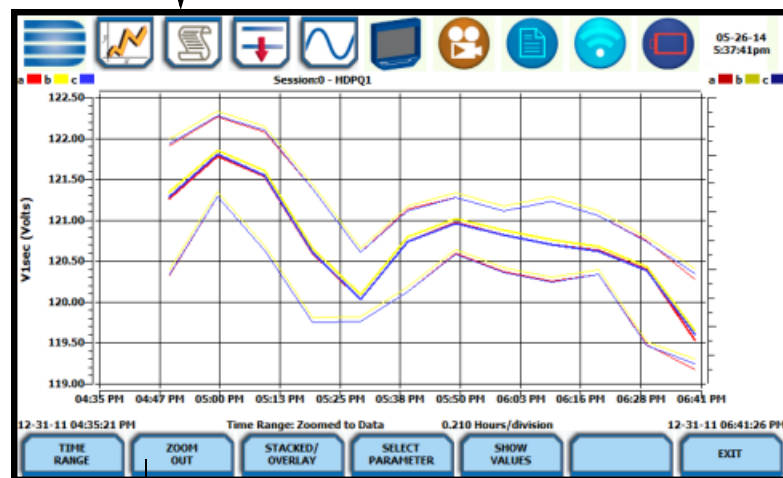 05-26-14
5:37:41pm
a b c
Session:0 - HDPQ1
a b c
122.50
122.00
121.50
121.00
120.50
120.00
119.50
119.00
V1sec (Volts)
04:35 PM 04:47 PM 05:00 PM 05:13 PM 05:25 PM 05:38 PM 05:50 PM 06:03 PM 06:16 PM 06:28 PM 06:41 PM
12-31-11 04:35:21 PM Time Range: Zoomed to Data 0.210 Hours/division 12-31-11 06:41:26 PM
TIME RANGE
ZOOM OUT
STACKED/ OVERLAY
SELECT PARAMETER
SHOW VALUES
EXIT